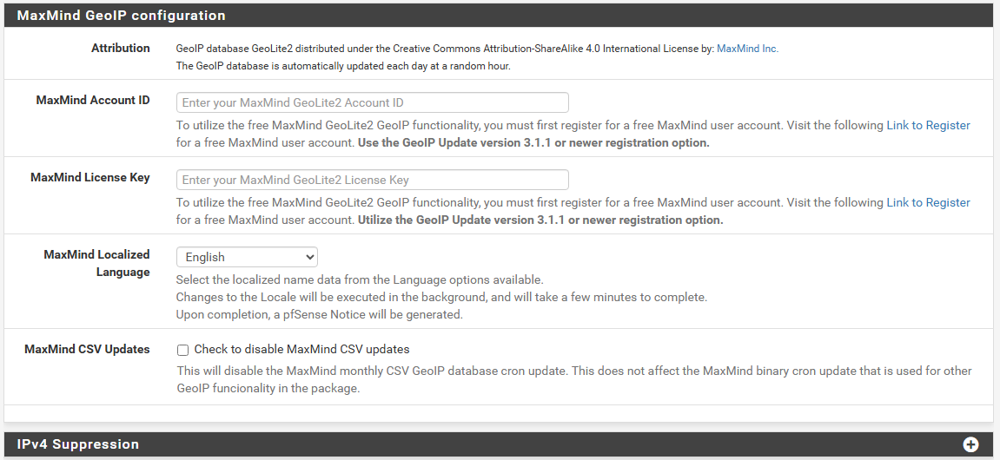 MaxMind GeoIP configuration
Attribution
GeoIP database GeoLite2 distributed under the Creative Commons Attribution-ShareAlike 4.0 International License by: MaxMind Inc.
The GeoIP database is automatically updated each day at a random hour.
MaxMind Account ID
Enter your MaxMind GeoLite2 Account ID
To utilize the free MaxMind GeoLite2 GeoIP functionality, you must first register for a free MaxMind user account. Visit the following Link to Register
for a free MaxMind user account. Use the GeoIP Update version 3.1.1 or newer registration option.
MaxMind License Key
Enter your MaxMind GeoLite2 License Key
To utilize the free MaxMind GeoLite2 GeoIP functionality, you must first register for a free MaxMind user account. Visit the following Link to Register
for a free MaxMind user account. Utilize the GeoIP Update version 3.1.1 or newer registration option.
MaxMind Localized
Language
English
Select the localized name data from the Language options available.
Changes to the Locale will be executed in the background, and will take a few minutes to complete.
Upon completion, a pfSense Notice will be generated.
MaxMind CSV Updates
Check to disable MaxMind CSV updates
This will disable the MaxMind monthly CSV GeoIP database cron update. This does not affect the MaxMind binary cron update that is used for other
GeoIP funcionality in the package.
IPv4 Suppression